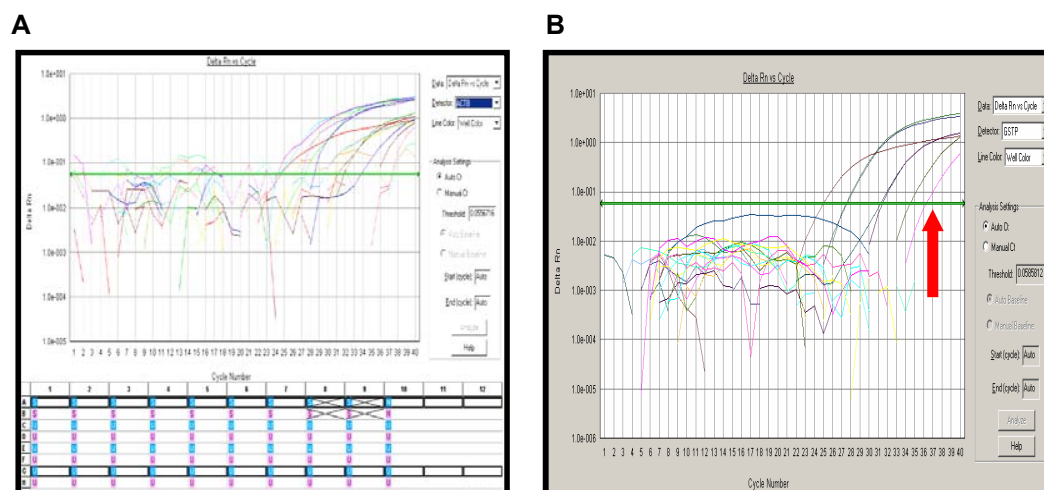 A
Delta Rn vs Cycle
1.0e+001
1.0e+000
1.0e-001
1.0e-002
1.0e-003
1.0e-004
1.0e-005
Delta Rn
1 2 3 4 5 6 7 8 9 10 11 12 13 14 15 16 17 18 19 20 21 22 23 24 25 26 27 28 29 30 31 32 33 34 35 36 37 38 39 40
Cycle Number
Data: Delta Rn vs Cycle
Detector: ACTB
Line Color: Well Color
Analysis Settings
Auto Ct
Manual Ct
Threshold: 0.0556716
Auto Baseline
Manual Baseline
Start (cycle): Auto
End (cycle): Auto
Analyze
Help
1 2 3 4 5 6 7 8 9 10 11 12
A
B S S S S S S S S S N
C U U U U U U U U U U
D U U U U U U U U U U
E U U U U U U U U U U
F U U U U U U U U U U
G
H U U U U U U U U U U
B
Delta Rn vs Cycle
1.0e+001
1.0e+000
1.0e-001
1.0e-002
1.0e-003
1.0e-004
1.0e-005
1.0e-006
Delta Rn
1 2 3 4 5 6 7 8 9 10 11 12 13 14 15 16 17 18 19 20 21 22 23 24 25 26 27 28 29 30 31 32 33 34 35 36 37 38 39 40
Cycle Number
Data: Delta Rn vs Cycle
Detector: GSTP
Line Color: Well Color
Analysis Settings
Auto Ct
Manual Ct
Threshold: 0.0585812
Auto Baseline
Manual Baseline
Start (cycle): Auto
End (cycle): Auto
Analyze
Help